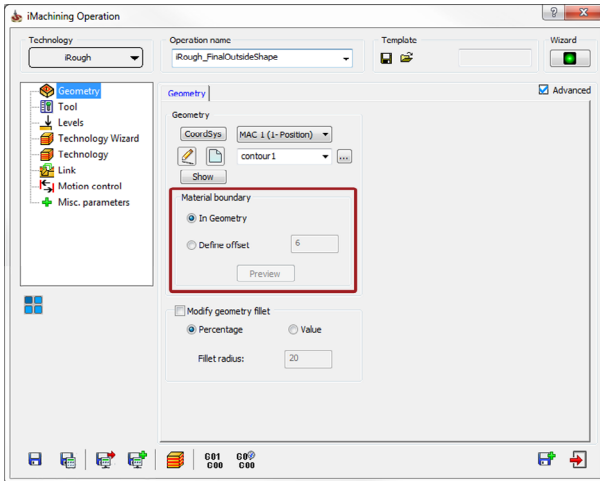 iMachining Operation
Technology
Operation name
Template
Wizard
iRough
iRough_FinalOutsideShape
Geometry
Tool
Levels
Technology Wizard
Technology
Link
Motion control
Misc. parameters
Geometry
Advanced
Geometry
CoordSys
MAC 1 (1- Position)
contour1
...
Show
Material boundary
In Geometry
Define offset
6
Preview
Modify geometry fillet
Percentage
Value
Fillet radius:
20
G01
G00
G0
G00